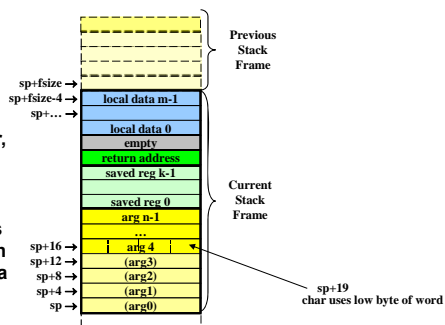 Previous
Stack
Frame
sp+fsize
sp+fsize-4
local data m-1
sp+...
local data 0
r,
empty
return address
saved reg k-1
saved reg 0
Current
Stack
Frame
arg n-1
...
s
sp+16
arg 4
n
sp+12
(arg3)
a
sp+8
(arg2)
sp+4
(arg1)
sp
(arg0)
sp+19
char uses low byte of word